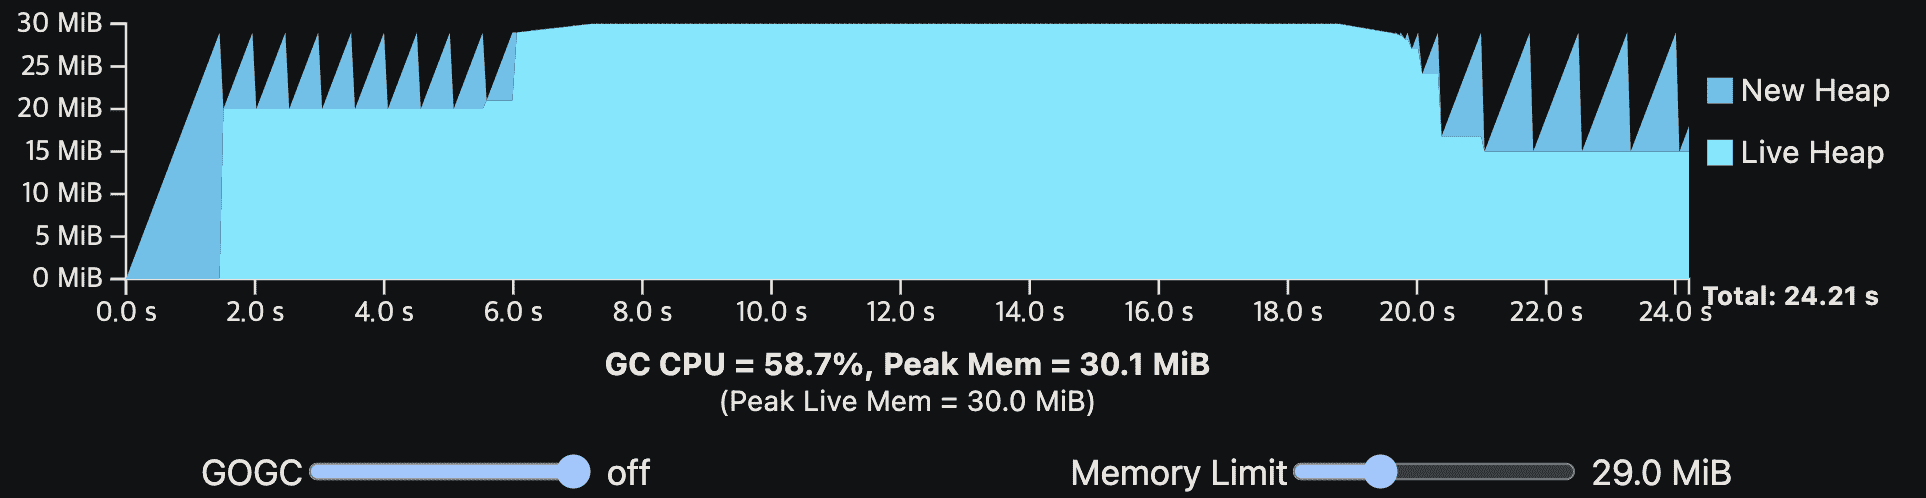 30 MiB
25 MiB
20 MiB
15 MiB
10 MiB
5 MiB
0 MiB
New Heap
Live Heap
0.0 s 2.0 s 4.0 s 6.0 s 8.0 s 10.0 s 12.0 s 14.0 s 16.0 s 18.0 s 20.0 s 22.0 s 24.0 s
Total: 24.21 s
GC CPU = 58.7%, Peak Mem = 30.1 MiB
(Peak Live Mem = 30.0 MiB)
GOGC off Memory Limit 29.0 MiB